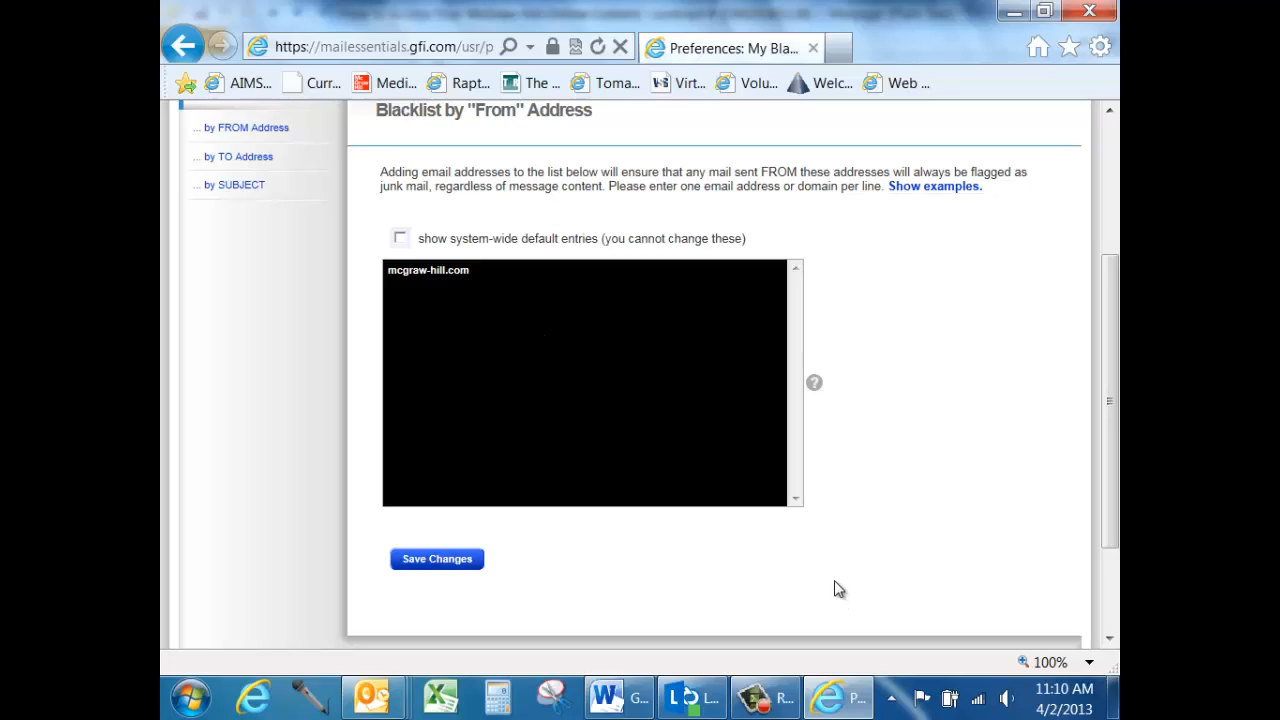 https://mailessentials.gfi.com/usr/p
Preferences: My Bla...
AIMS...
Curr...
Medi...
Rapt...
The ...
Toma...
Virt...
Volu...
Welc...
Web ...
Blacklist by "From" Address
... by FROM Address
... by TO Address
... by SUBJECT
Adding email addresses to the list below will ensure that any mail sent FROM these addresses will always be flagged as
junk mail, regardless of message content. Please enter one email address or domain per line. Show examples.
show system-wide default entries (you cannot change these)
mcgraw-hill.com
?
Save Changes
100%
G...
L...
R...
P...
11:10 AM
4/2/2013